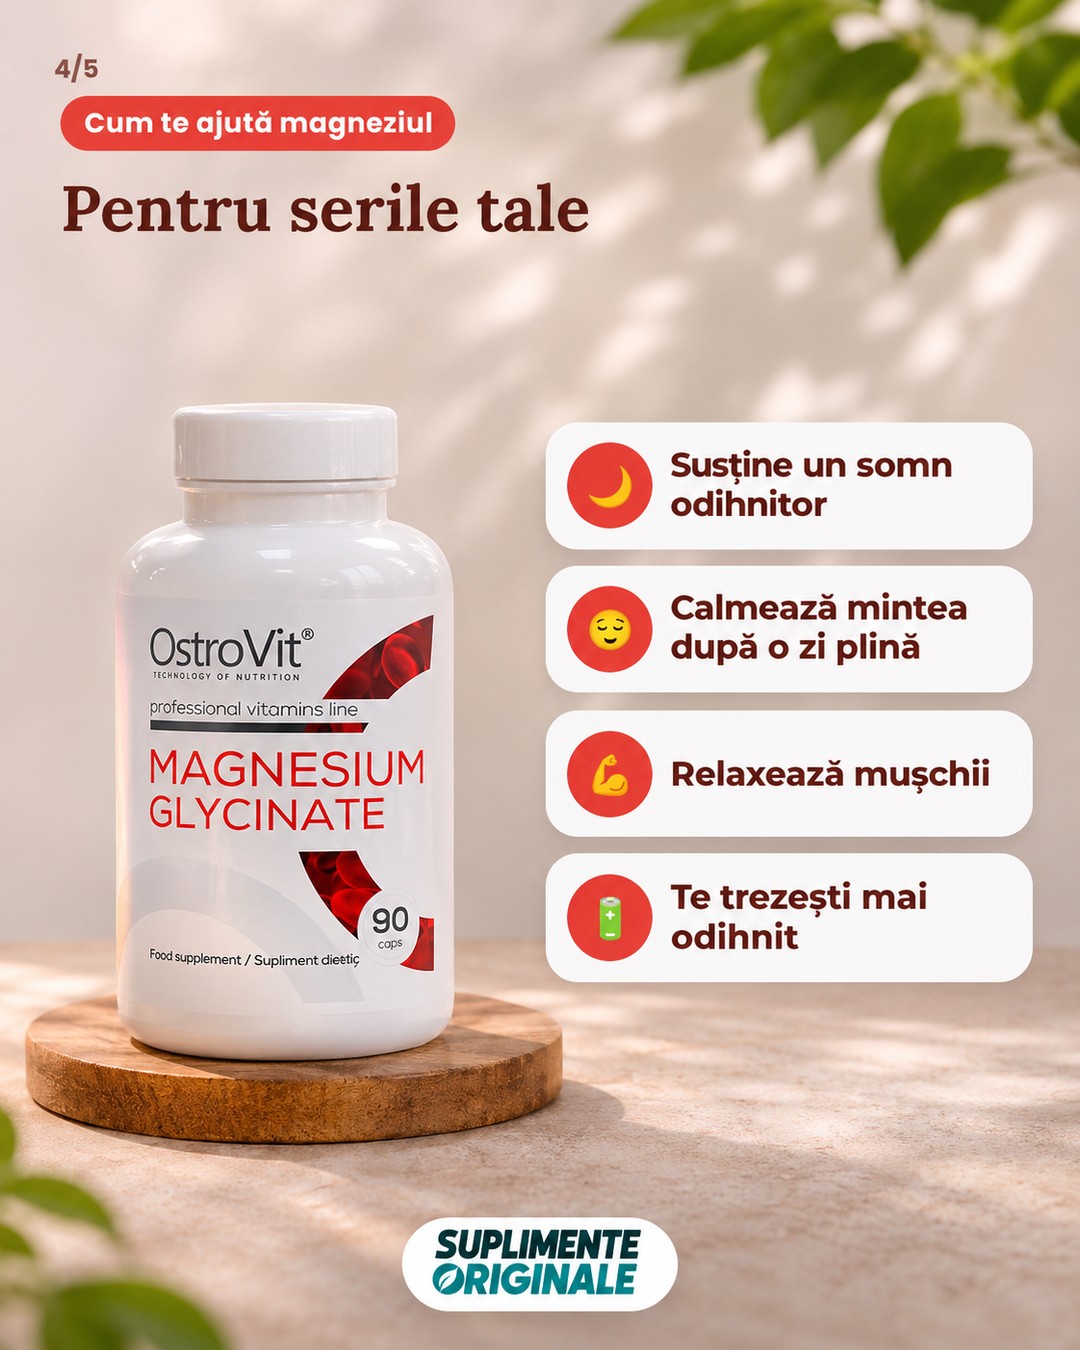 4/5
Cum te ajută magneziul
Pentru serile tale
OstroVit®
TECHNOLOGY OF NUTRITION
professional vitamins line
MAGNESIUM
GLYCINATE
90
caps
Food supplement / Supliment dietetic
Susține un somn
odihnitor
Calmează mintea
după o zi plină
Relaxează mușchii
Te trezești mai
odihnit
SUPLIMENTE
ORIGINALE